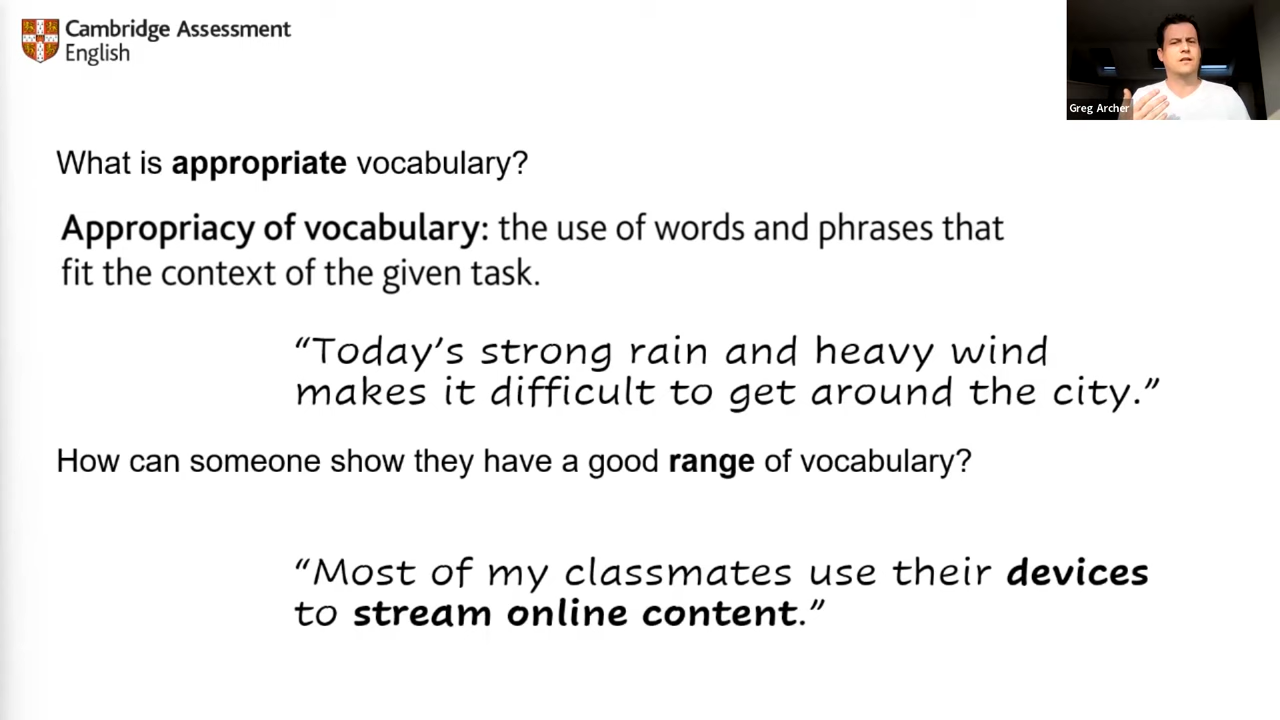 Cambridge Assessment
English
Greg Archer
What is appropriate vocabulary?
Appropriacy of vocabulary: the use of words and phrases that
fit the context of the given task.
“Today’s strong rain and heavy wind
makes it difficult to get around the city.”
How can someone show they have a good range of vocabulary?
“Most of my classmates use their devices
to stream online content.”